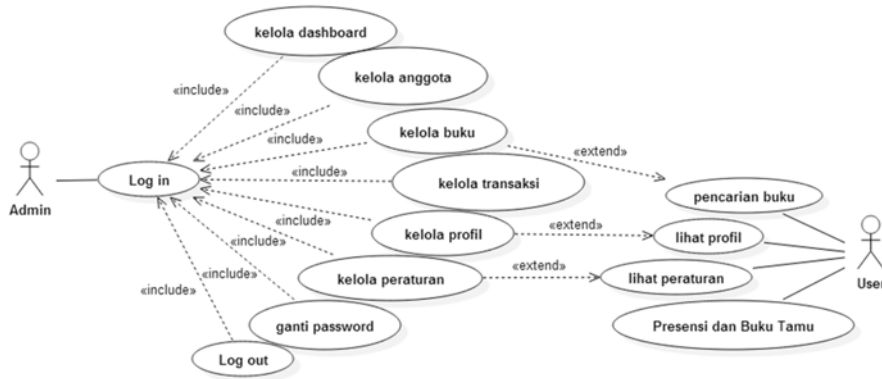 kelola dashboard
«include»
kelola anggota
«include»
«include»
kelola buku
«extend»
Admin
Log in
«include»
kelola transaksi
pencarian buku
«include»
kelola profil
«extend»
lihat profil
«include»
kelola peraturan
«extend»
lihat peraturan
User
«include»
«include»
ganti password
Presensi dan Buku Tamu
Log out